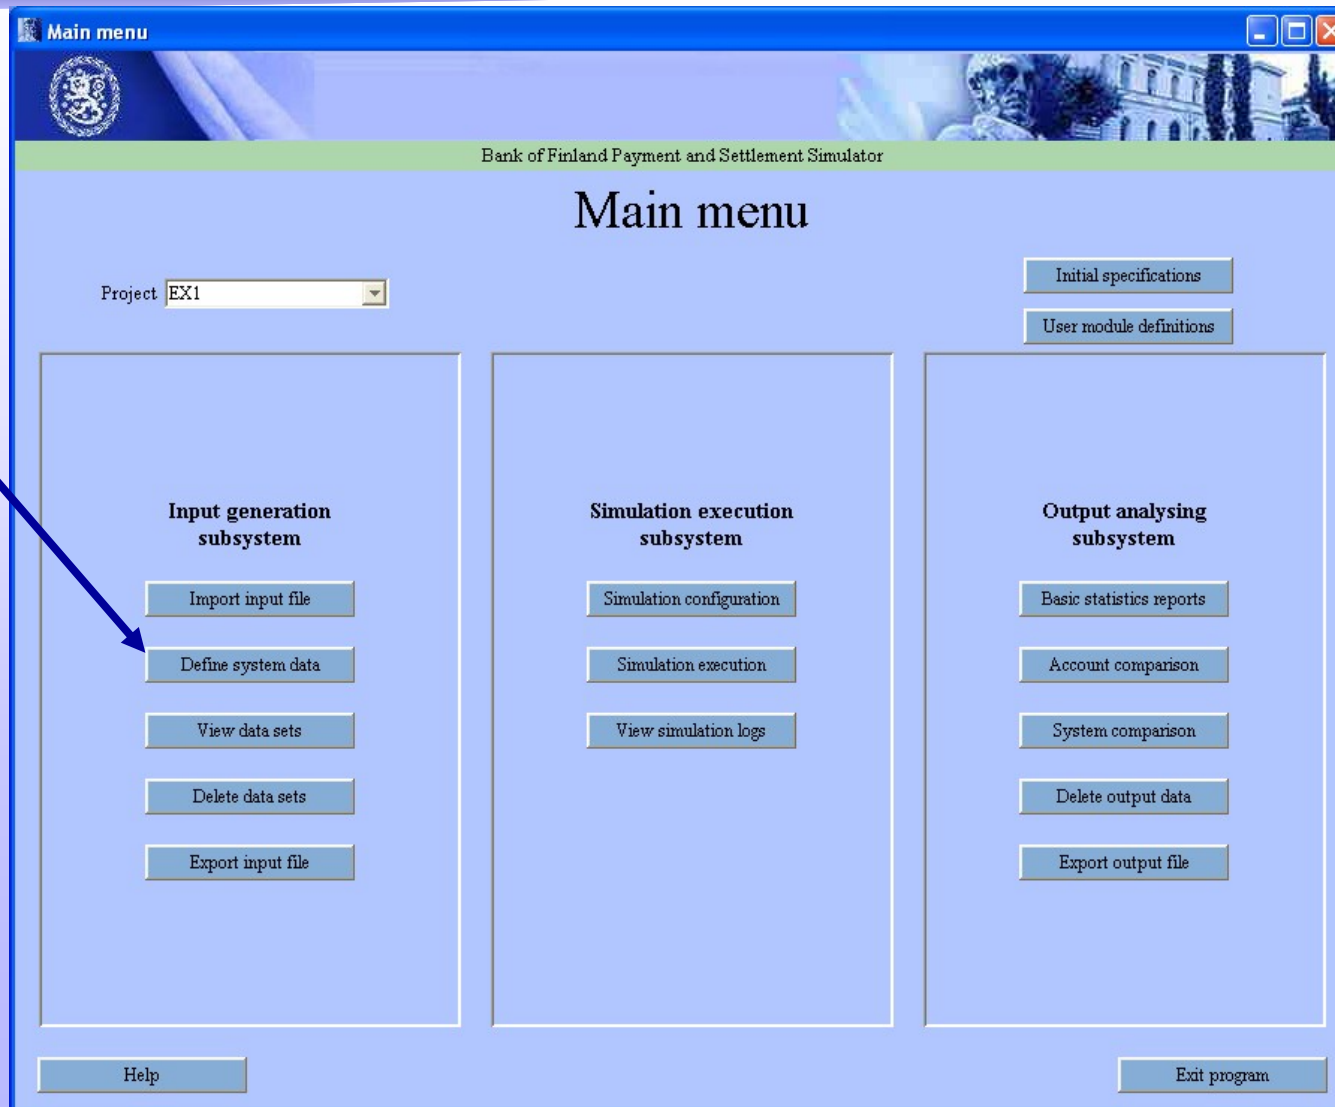 Main menu
Bank of Finland Payment and Settlement Simulator
Main menu
Project EX1
Initial specifications
User module definitions
Input generation
subsystem
Import input file
Define system data
View data sets
Delete data sets
Export input file
Simulation execution
subsystem
Simulation configuration
Simulation execution
View simulation logs
Output analysing
subsystem
Basic statistics reports
Account comparison
System comparison
Delete output data
Export output file
Help
Exit program